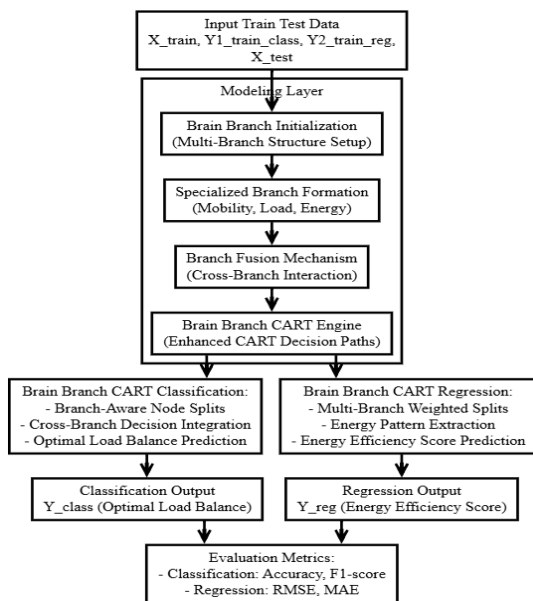 Input Train Test Data
X_train, Y1_train_class, Y2_train_reg,
X_test
Modeling Layer
Brain Branch Initialization
(Multi-Branch Structure Setup)
Specialized Branch Formation
(Mobility, Load, Energy)
Branch Fusion Mechanism
(Cross-Branch Interaction)
Brain Branch CART Engine
(Enhanced CART Decision Paths)
Brain Branch CART Classification:
- Branch-Aware Node Splits
- Cross-Branch Decision Integration
- Optimal Load Balance Prediction
Brain Branch CART Regression:
- Multi-Branch Weighted Splits
- Energy Pattern Extraction
- Energy Efficiency Score Prediction
Classification Output
Y_class (Optimal Load Balance)
Regression Output
Y_reg (Energy Efficiency Score)
Evaluation Metrics:
- Classification: Accuracy, F1-score
- Regression: RMSE, MAE